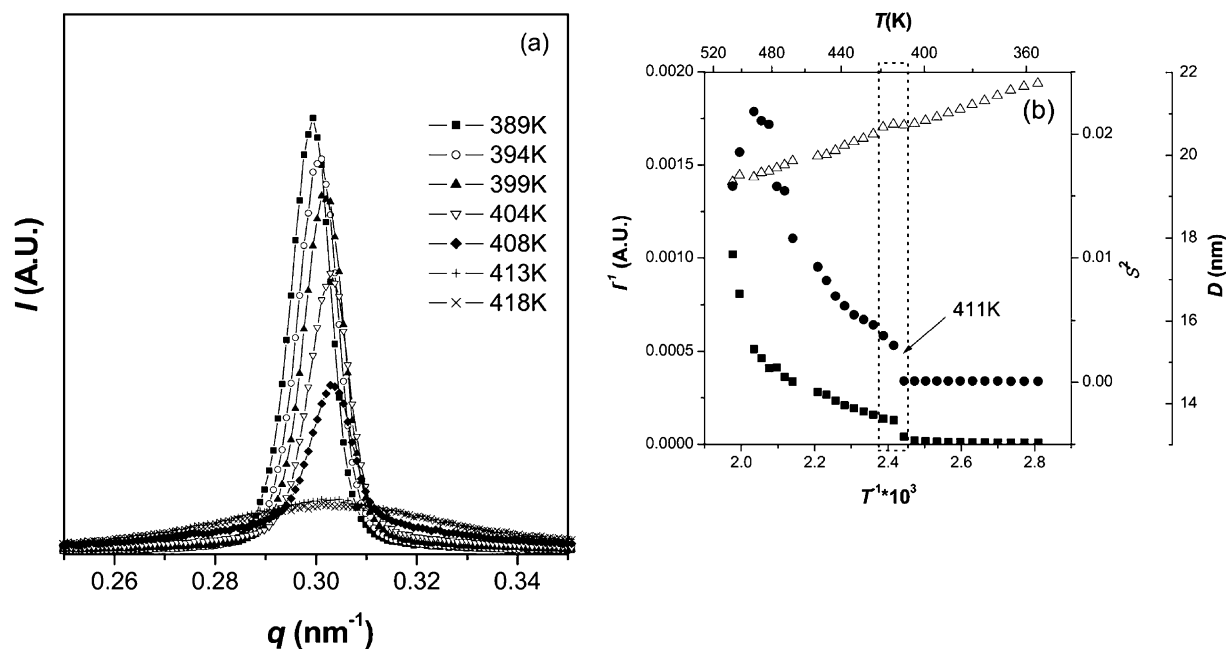 (a)
389K
394K
399K
404K
408K
413K
418K
I (A.U.)
0.26 0.28 0.30 0.32 0.34
q (nm⁻¹)
T(K)
520 480 440 400 360
(b)
0.0020
0.0015
0.0010
0.0005
0.0000
I⁻¹ (A.U.)
411K
0.02
0.01
0.00
S²
22
20
18
16
14
D (nm)
2.0 2.2 2.4 2.6 2.8
T⁻¹*10³